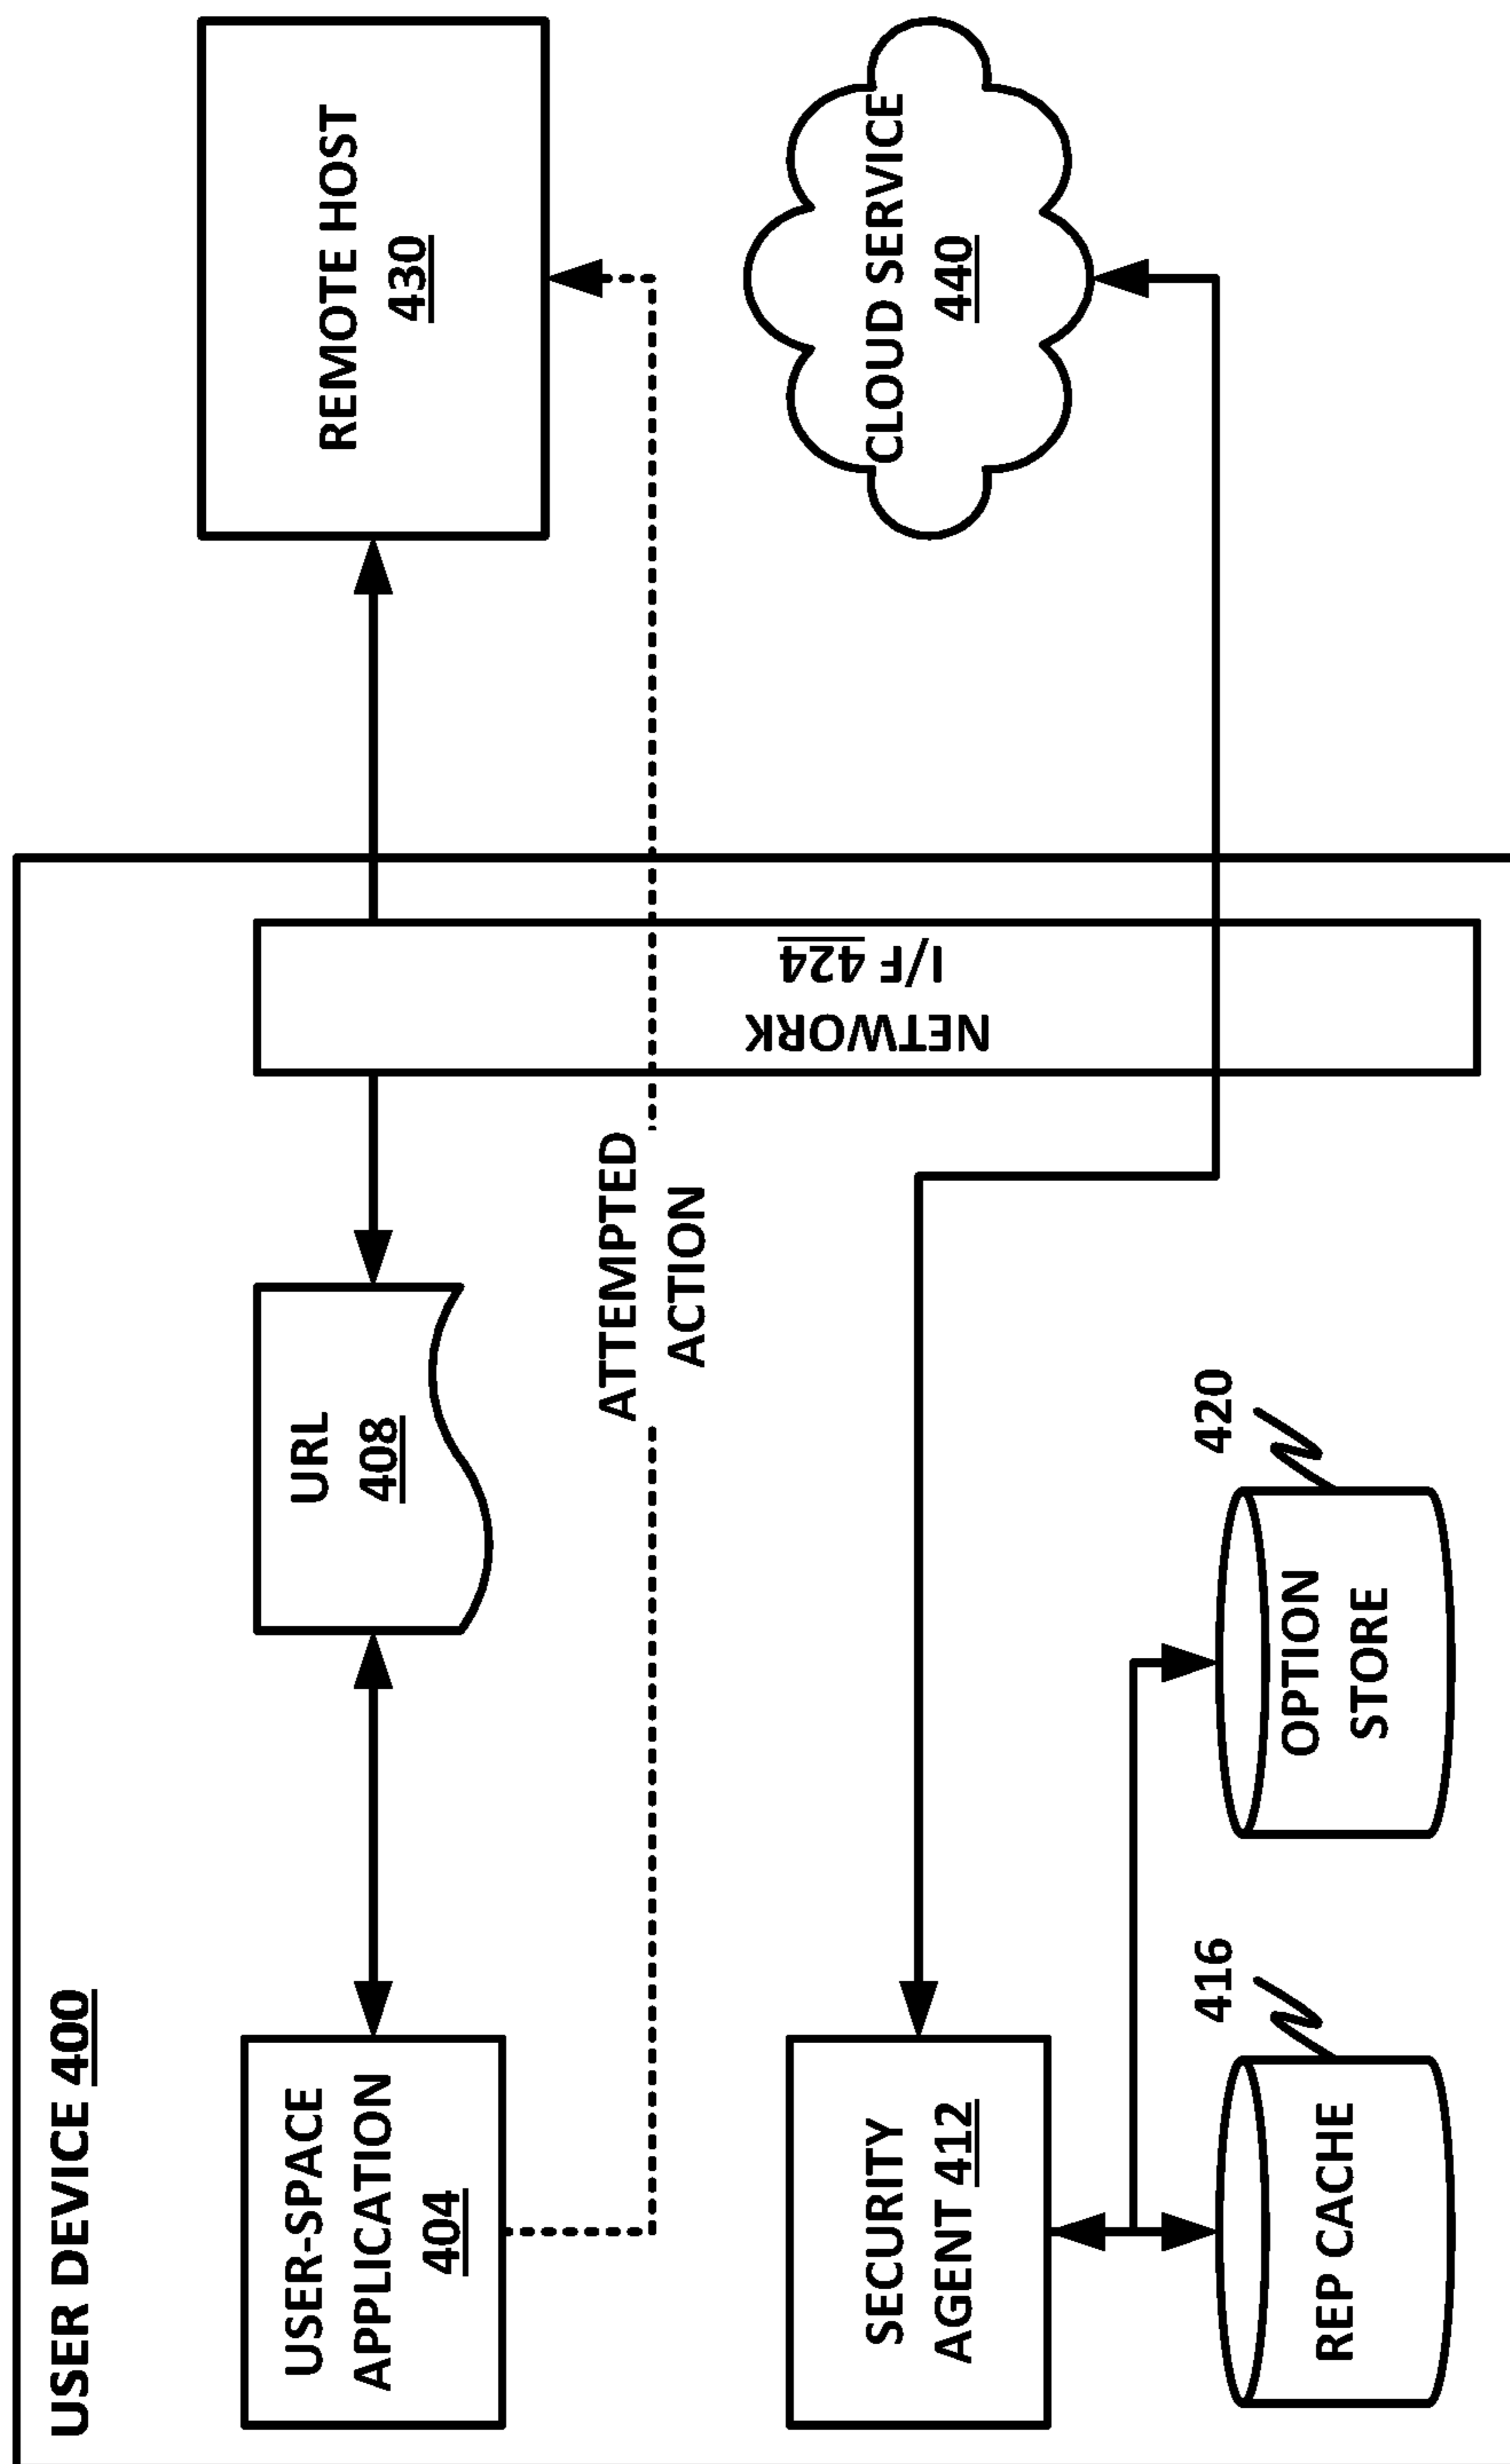 USER DEVICE 400
USER-SPACE
APPLICATION
404
URL
408
NETWORK
I/F 424
REMOTE HOST
430
ATTEMPTED
ACTION
SECURITY
AGENT 412
CLOUD SERVICE
440
416
REP CACHE
420
OPTION
STORE